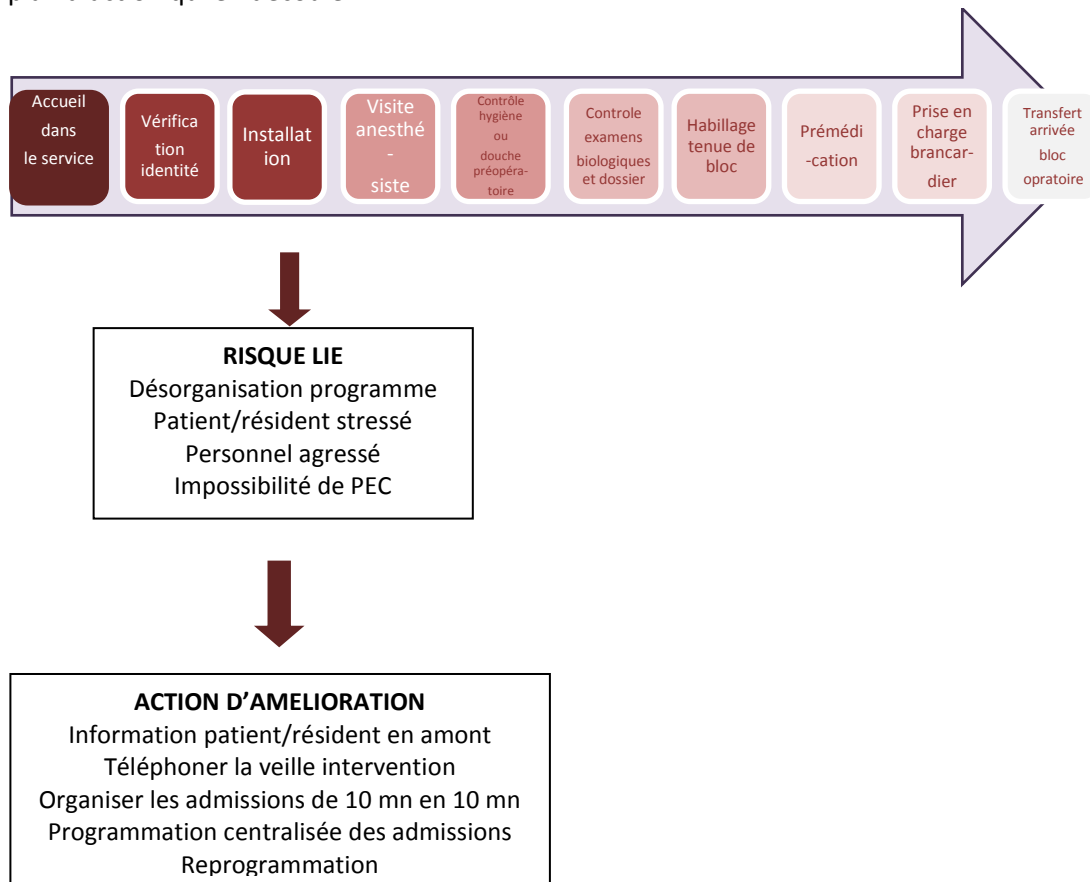 Accueil
dans
le service
Vérifica
tion
identité
Installat
ion
Visite
anesthé
-
siste
Contrôle
hygiène
ou
douche
préopéra-
toire
Controle
examens
biologiques
et dossier
Habillage
tenue de
bloc
Prémédi
-cation
Prise en
charge
brancar-
dier
Transfert
arrivée
bloc
opratoire
RISQUE LIE
Désorganisation programme
Patient/résident stressé
Personnel agressé
Impossibilité de PEC
ACTION D'AMELIORATION
Information patient/résident en amont
Téléphoner la veille intervention
Organiser les admissions de 10 mn en 10 mn
Programmation centralisée des admissions
Reprogrammation